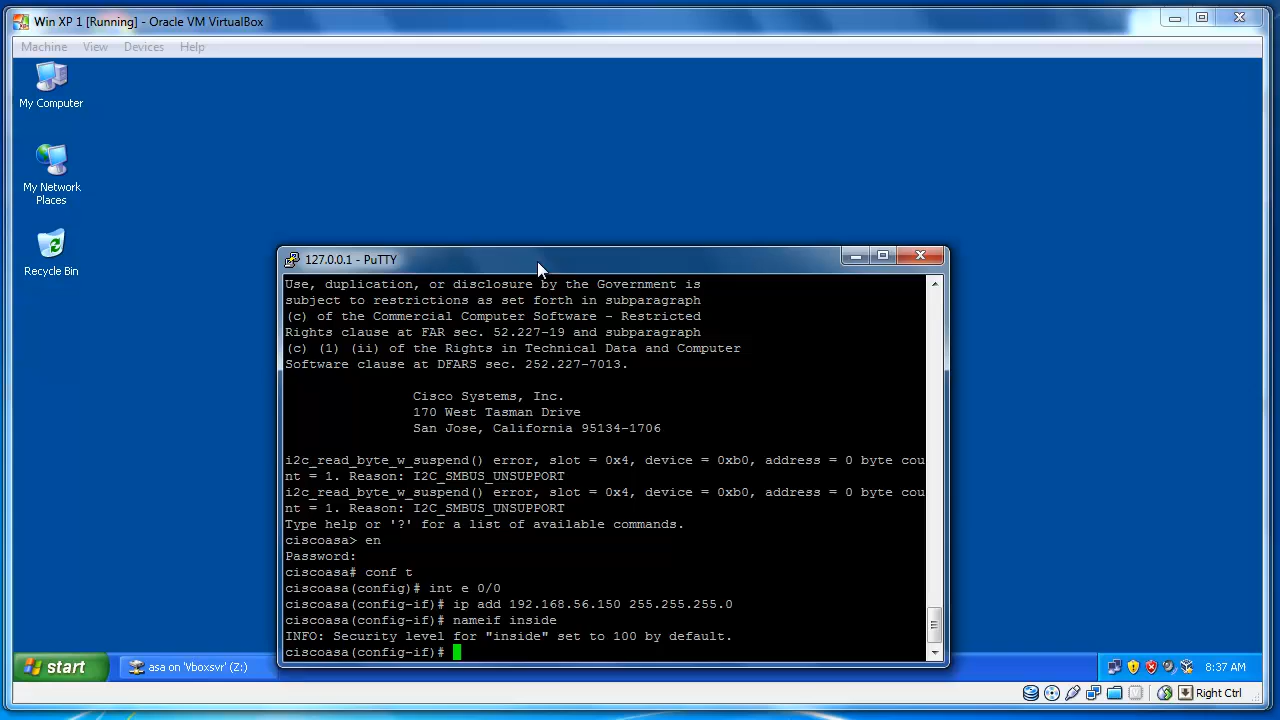 Win XP 1 [Running] - Oracle VM VirtualBox
Machine View Devices Help
My Computer
My Network
Places
Recycle Bin
127.0.0.1 - PuTTY
Use, duplication, or disclosure by the Government is
subject to restrictions as set forth in subparagraph
(c) of the Commercial Computer Software - Restricted
Rights clause at FAR sec. 52.227-19 and subparagraph
(c) (1) (ii) of the Rights in Technical Data and Computer
Software clause at DFARS sec. 252.227-7013.
Cisco Systems, Inc.
170 West Tasman Drive
San Jose, California 95134-1706
i2c_read_byte_w_suspend() error, slot = 0x4, device = 0xb0, address = 0 byte cou
nt = 1. Reason: I2C_SMBUS_UNSUPPORT
i2c_read_byte_w_suspend() error, slot = 0x4, device = 0xb0, address = 0 byte cou
nt = 1. Reason: I2C_SMBUS_UNSUPPORT
Type help or '?' for a list of available commands.
ciscoasa> en
Password:
ciscoasa# conf t
ciscoasa(config)# int e 0/0
ciscoasa(config-if)# ip add 192.168.56.150 255.255.255.0
ciscoasa(config-if)# nameif inside
INFO: Security level for "inside" set to 100 by default.
ciscoasa(config-if)#
start asa on 'Vboxsvr' (Z:) 8:37 AM
Right Ctrl